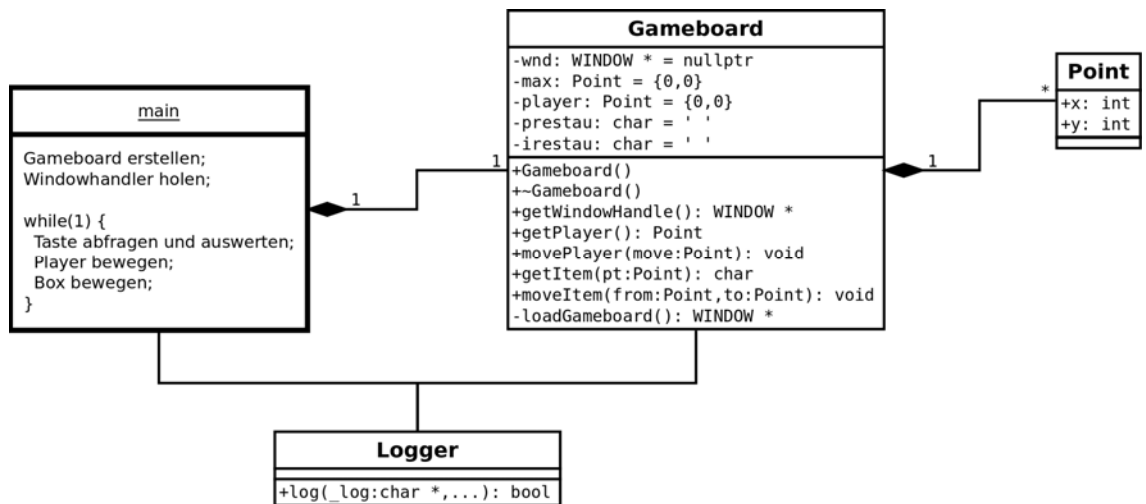 main
Gameboard erstellen;
Windowhandler holen;
while(1) {
Taste abfragen und auswerten;
Player bewegen;
Box bewegen;
}
1
1
Gameboard
-wnd: WINDOW * = nullptr
-max: Point = {0,0}
-player: Point = {0,0}
-prestau: char = ' '
-irestau: char = ' '
+Gameboard()
+~Gameboard()
+getWindowHandle(): WINDOW *
+getPlayer(): Point
+movePlayer(move:Point): void
+getItem(pt:Point): char
+moveItem(from:Point,to:Point): void
-loadGameboard(): WINDOW *
1
*
Point
+x: int
+y: int
Logger
+log(_log:char *,...): bool